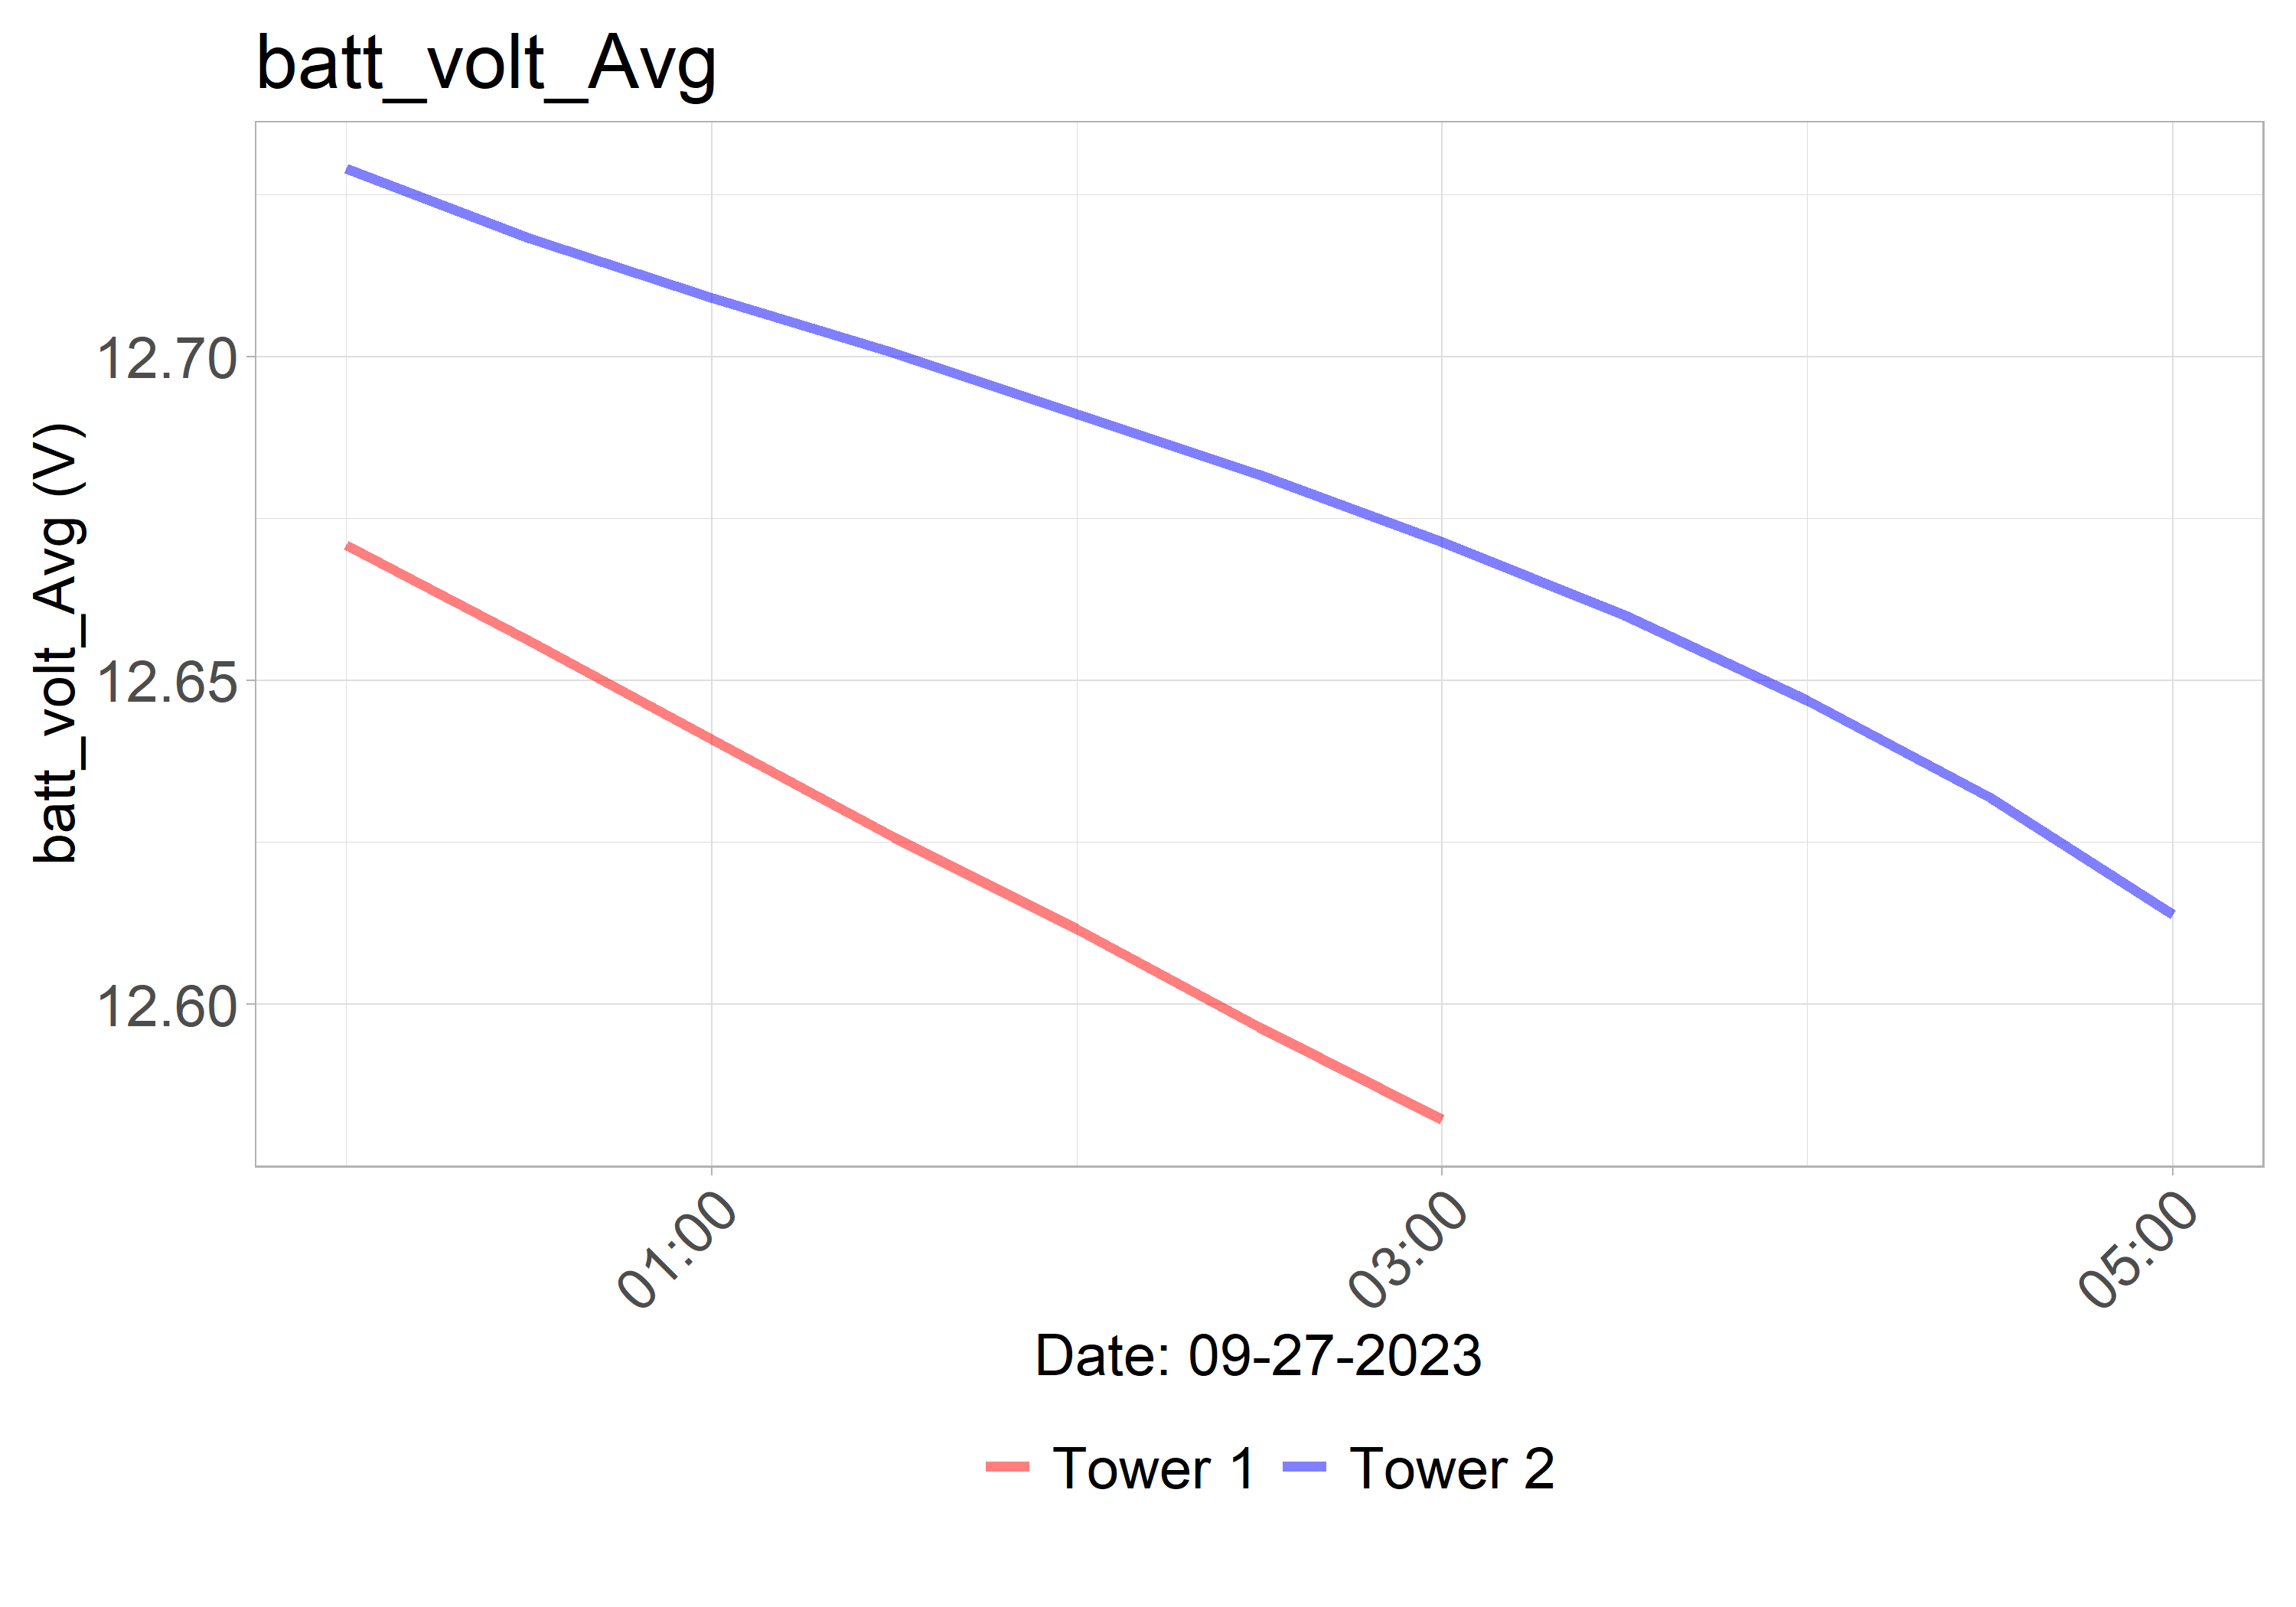 batt_volt_Avg
batt_volt_Avg (V)
12.70
12.65
12.60
01:00
03:00
05:00
Date: 09-27-2023
Tower 1
Tower 2